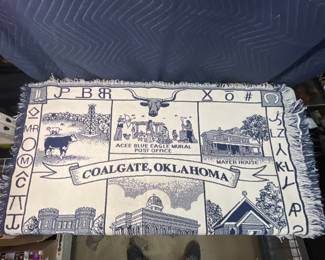 ACEE BLUE EAGLE MURAL
POST OFFICE
MAYER HOUSE
COALGATE, OKLAHOMA